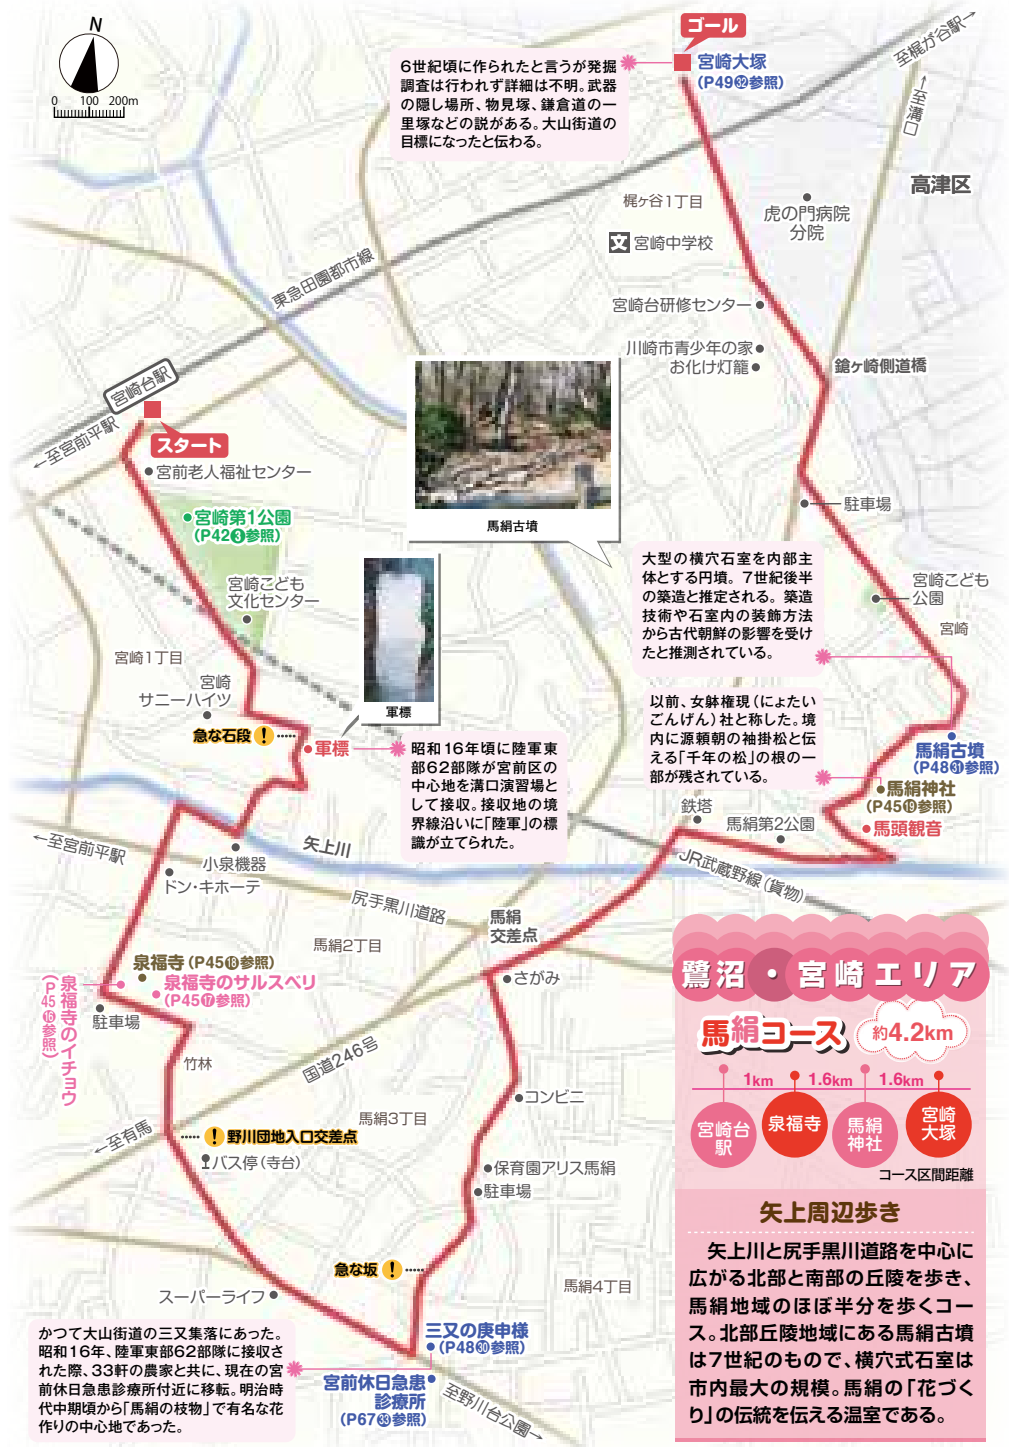 N
0 100 200m
ゴール
宮崎大塚
(P49㉜参照)
6世紀頃に作られたと言うが発掘
調査は行われず詳細は不明。武器
の隠し場所、物見塚、鎌倉道の一
里塚などの説がある。大山街道の
目標になったと伝わる。
至梶が谷駅→
←至溝口
高津区
梶ヶ谷1丁目
虎の門病院
分院
文 宮崎中学校
東急田園都市線
宮崎台研修センター
川崎市青少年の家
お化け灯籠
鎗ヶ崎側道橋
宮崎台駅
←至宮前平駅
スタート
宮前老人福祉センター
宮崎第1公園
(P42❸参照)
馬絹古墳
駐車場
大型の横穴石室を内部主
体とする円墳。7世紀後半
の築造と推定される。築造
技術や石室内の装飾方法
から古代朝鮮の影響を受け
たと推測されている。
宮崎こども
公園
宮崎こども
文化センター
宮崎
宮崎1丁目
宮崎
サニーハイツ
軍標
急な石段 !
軍標
昭和16年頃に陸軍東
部62部隊が宮前区の
中心地を溝口演習場と
して接収。接収地の境
界線沿いに「陸軍」の標
識が立てられた。
以前、女躰権現(にょたい
ごんげん)社と称した。境
内に源頼朝の袖掛松と伝
える「千年の松」の根の一
部が残されている。
馬絹古墳
(P48㉛参照)
馬絹神社
(P45⓳参照)
馬頭観音
鉄塔
馬絹第2公園
←至宮前平駅
小泉機器
矢上川
ドン・キホーテ
JR武蔵野線(貨物)
尻手黒川道路
馬絹
交差点
馬絹2丁目
泉福寺(P45⓲参照)
泉福寺のサルスベリ
(P45⓱参照)
泉福寺のイチョウ
(P45⓰参照)
駐車場
さがみ
竹林
国道246号
コンビニ
馬絹3丁目
←至有馬
! 野川団地入口交差点
バス停(寺台)
保育園アリス馬絹
駐車場
急な坂 !
馬絹4丁目
スーパーライフ
三又の庚申様
(P48㉚参照)
宮前休日急患
診療所
(P67㉝参照)
至野川台公園→
かつて大山街道の三又集落にあった。
昭和16年、陸軍東部62部隊に接収さ
れた際、33軒の農家と共に、現在の宮
前休日急患診療所付近に移転。明治時
代中期頃から「馬絹の枝物」で有名な花
作りの中心地であった。
鷺沼・宮崎エリア
馬絹コース
約4.2km
1km 1.6km 1.6km
宮崎台
駅
泉福寺
馬絹
神社
宮崎
大塚
コース区間距離
矢上周辺歩き
矢上川と尻手黒川道路を中心に
広がる北部と南部の丘陵を歩き、
馬絹地域のほぼ半分を歩くコー
ス。北部丘陵地域にある馬絹古墳
は7世紀のもので、横穴式石室は
市内最大の規模。馬絹の「花づく
り」の伝統を伝える温室である。